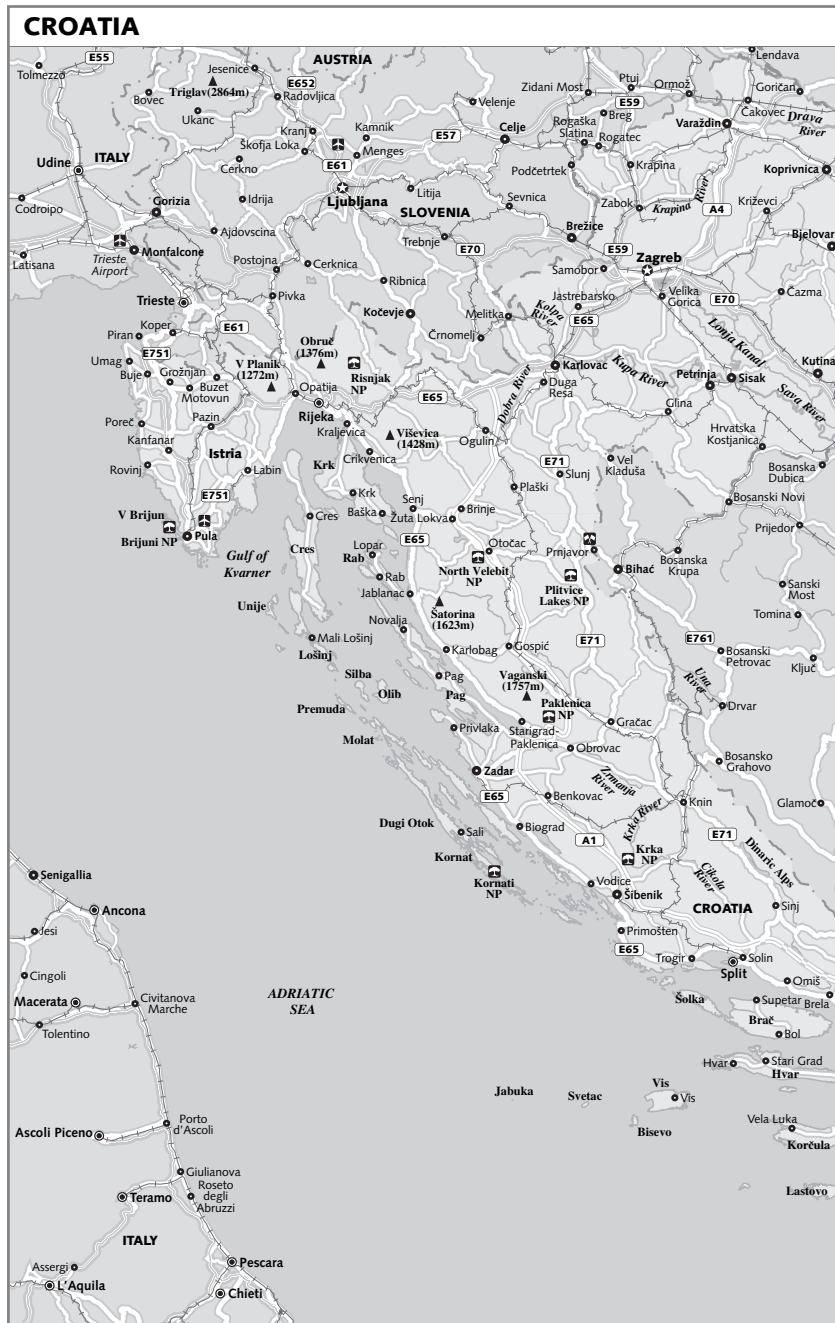 CROATIA
E55
Tolmezzo
Jesenice
AUSTRIA
Lendava
Triglav(2864m)
E652
Radovljica
Bovec
Ukanc
Velenje
Zidani Most
Ptuj
Ormož
Goričan
E59
Breg
Čakovec
Drava
River
Kranj
Kamnik
E57
Celje
Rogaška
Slatina
Rogatec
Varaždin
Škofja Loka
Menges
Udine
ITALY
Cerkno
E61
Podčetrtek
Krapina
Koprivnica
Ljubljana
Litija
Sevnica
Zabok
Krapina River
A4
Križevci
Codroipo
Gorizia
Idrija
SLOVENIA
Ajdovscina
Trebnje
E70
Brežice
E59
Zagreb
Bjelovar
Latisana
Trieste
Airport
Monfalcone
Postojna
Cerknica
Samobor
Ribnica
Jastrebarsko
Velika
Gorica
E70
Čazma
Trieste
Pivka
Kočevje
Melitka
Kolpa
River
E65
Koper
E61
Piran
Črnomelj
Lonja Kanal
Obruč
(1376m)
E751
Umag
Buje
Grožnjan
V Planik
(1272m)
Risnjak
NP
Karlovac
Kupa River
Petrinja
Sisak
Kutina
Buzet
Motovun
Opatija
Dobra River
Duga
Resa
Sava River
Rijeka
E65
Glina
Poreč
Pazin
Kraljevica
Viševica
(1428m)
Ogulin
Hrvatska
Kostjanica
Kanfanar
Istria
Crikvenica
E71
Vel
Kladuša
Rovinj
Labin
Krk
Slunj
Bosanska
Dubica
E751
Krk
Plaški
V Brijun
Brijuni NP
Pula
Cres
Baška
Senj
Žuta Lokva
Brinje
Bosanski Novi
Prijedor
Gulf of
Kvarner
Cres
Lopar
E65
Otočac
Prnjavor
Bosanska
Krupa
Rab
North Velebit
NP
Bihać
Rab
Plitvice
Lakes NP
Jablanac
Sanski
Most
Unije
Šatorina
(1623m)
Novalja
Tomina
Mali Lošinj
E71
E761
Karlobag
Gospić
Bosanski
Petrovac
Ključ
Lošinj
Silba
Vaganski
(1757m)
Una
River
Olib
Pag
Pag
Paklenica
NP
Drvar
Premuda
Privlaka
Starigrad-
Paklenica
Gračac
Molat
Obrovac
Bosansko
Grahovo
Zadar
Zrmanja
River
E65
Benkovac
Knin
Glamoč
Krka River
Dugi Otok
Sali
Biograd
E71
A1
Dinaric Alps
Kornat
Krka
NP
Kornati
NP
Čikola
River
Senigallia
Vodice
Šibenik
CROATIA
Sinj
Ancona
Jesi
Primošten
E65
Trogir
Solin
Split
Cingoli
Omiš
Macerata
Civitanova
Marche
ADRIATIC
SEA
Šolka
Supetar
Brela
Tolentino
Brač
Bol
Hvar
Stari Grad
Hvar
Jabuka
Svetac
Vis
Vis
Bisevo
Vela Luka
Korčula
Ascoli Piceno
Porto
d'Ascoli
Giulianova
Lastovo
Teramo
Roseto
degli
Abruzzi
ITALY
Assergi
Pescara
L'Aquila
Chieti